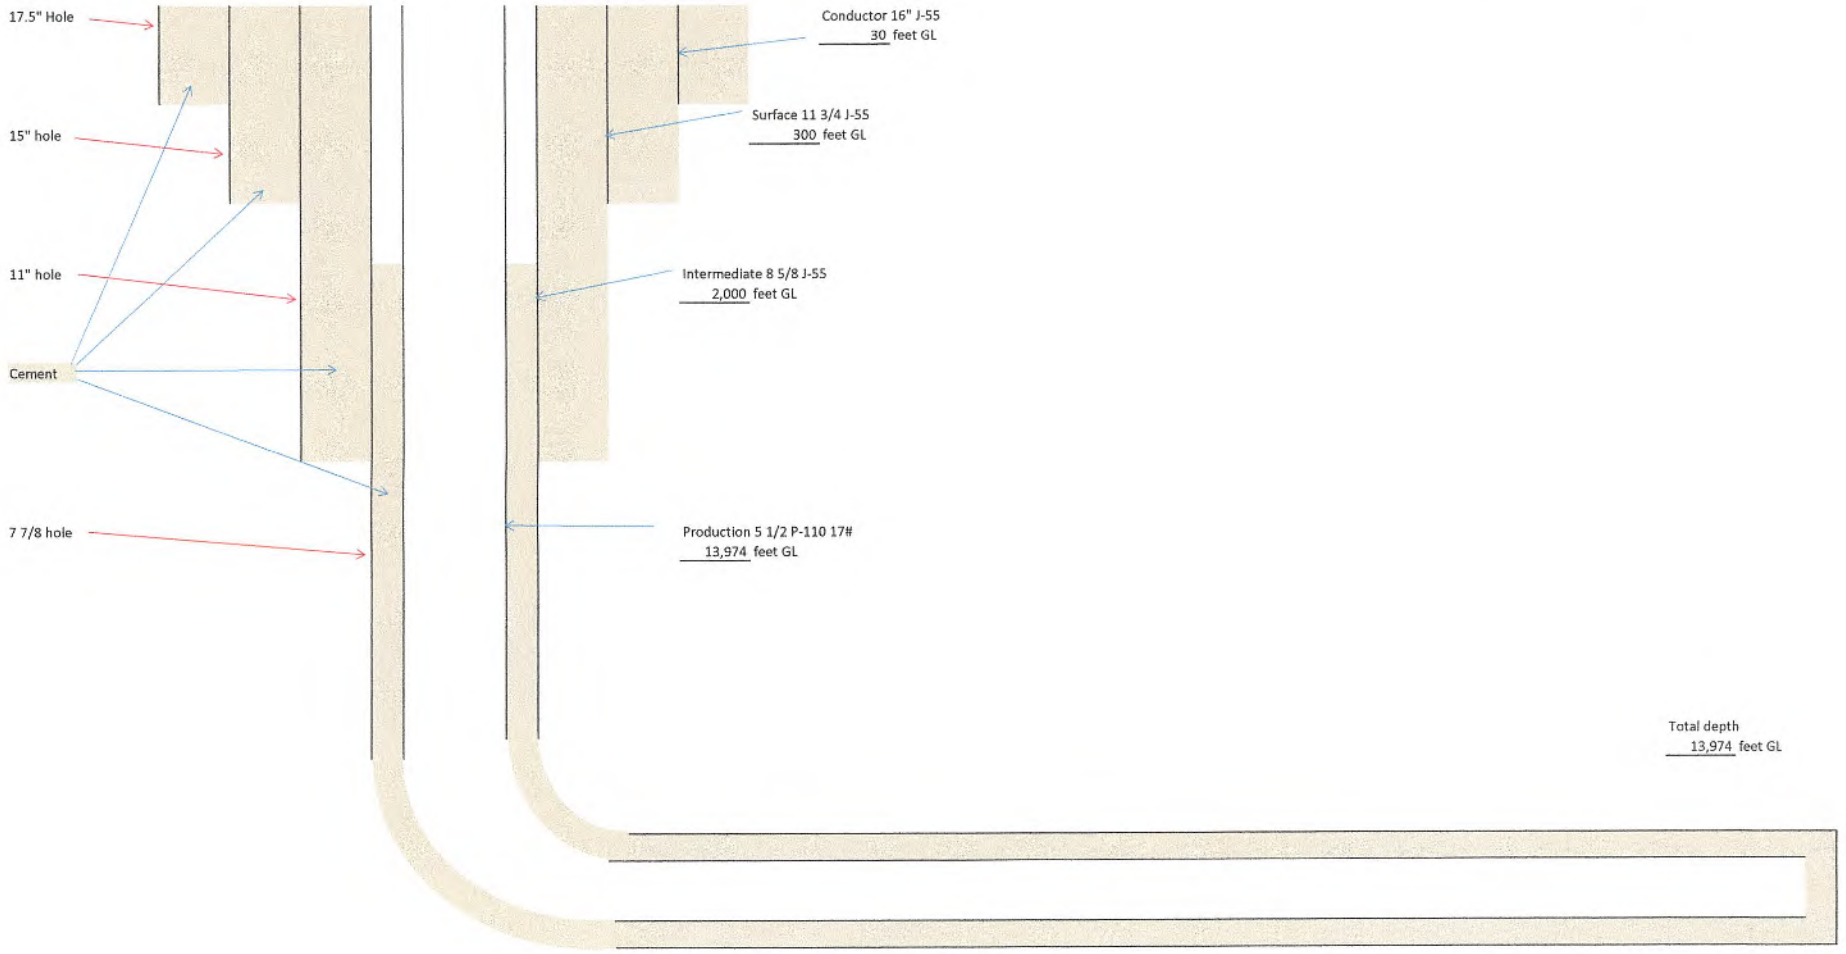 17.5" Hole
Conductor 16" J-55
30 feet GL
Surface 11 3/4 J-55
300 feet GL
15" hole
11" hole
Intermediate 8 5/8 J-55
2,000 feet GL
Cement
7 7/8 hole
Production 5 1/2 P-110 17#
13,974 feet GL
Total depth
13,974 feet GL